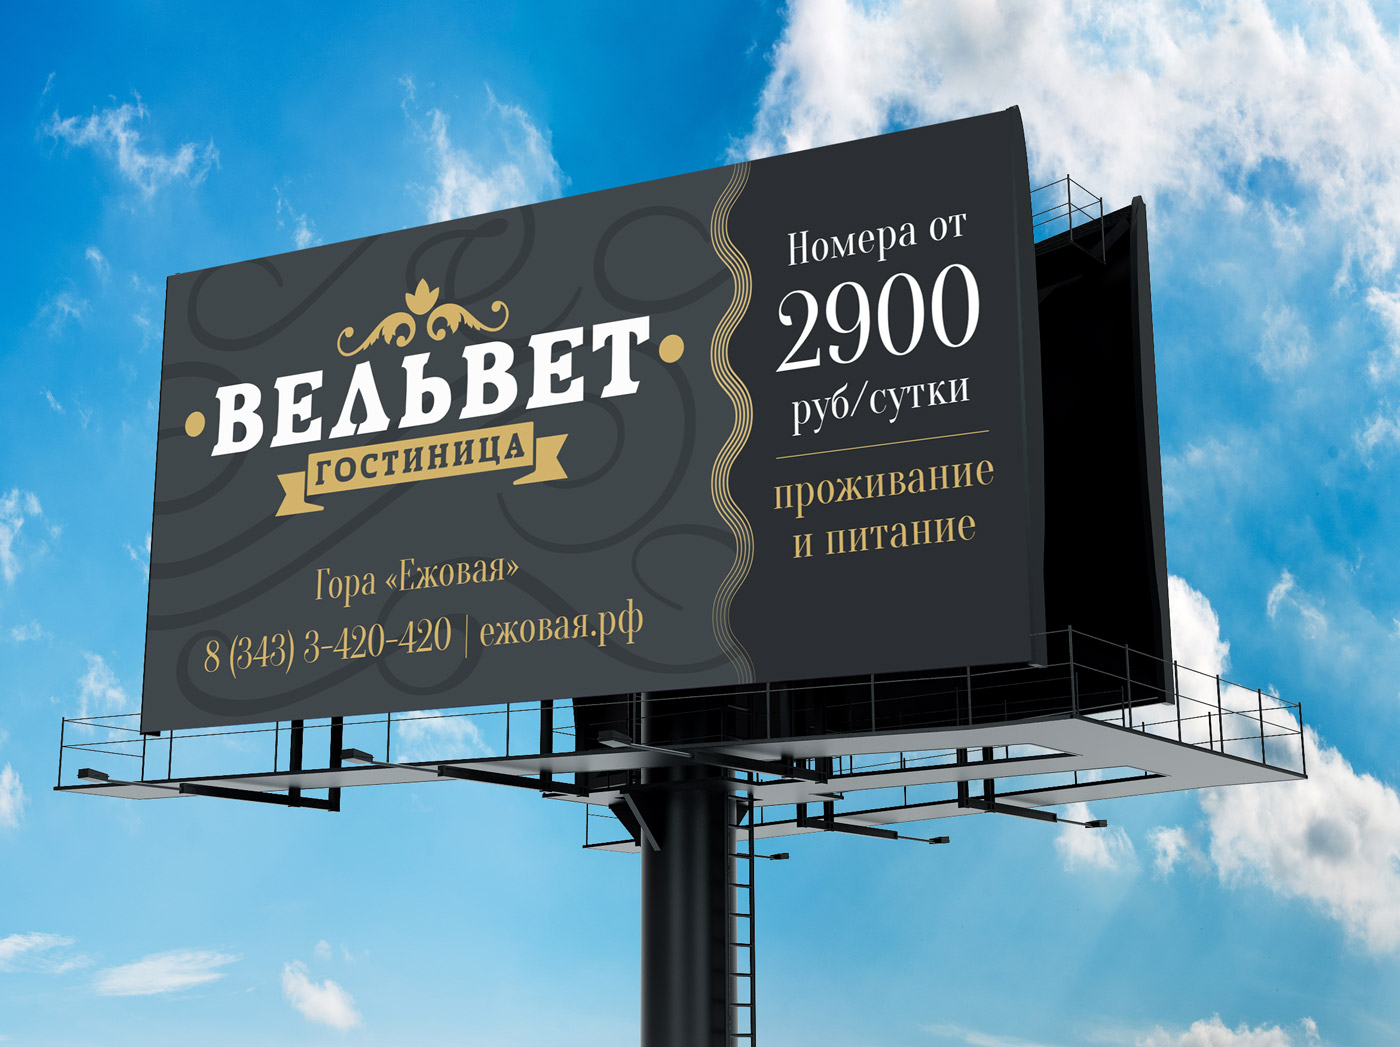 ВЕЛЬВЕТ
ГОСТИНИЦА
Гора «Ежовая»
8 (343) 3-420-420 | ежовая.рф
Номера от
2900
руб/сутки
проживание
и питание